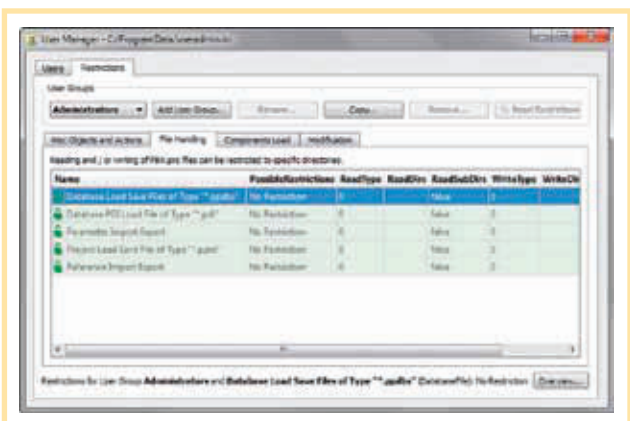 User Manager - C:/ProgramData/
Users Restrictions
User Groups
Administrators Add User Group... Rename... Copy... Remove... Reset Restrictions
Misc Objects and Actions File Handling Components Load Modification
Reading and / or writing of files can be restricted to specific directories.
Name PossibleRestrictions ReadType ReadDirs ReadSubDirs WriteType WriteDir
Database Load Save Files of Type No Restriction 0 false 0
Database Load File of Type No Restriction 0 false 0
Parameter Import Export No Restriction 0 false 0
Project Load Save File of Type No Restriction 0 false 0
Reference Import Export No Restriction 0 false 0
Restrictions for User Group Administrators and Database Load Save Files of Type (DatabaseFile): No Restriction Overview...